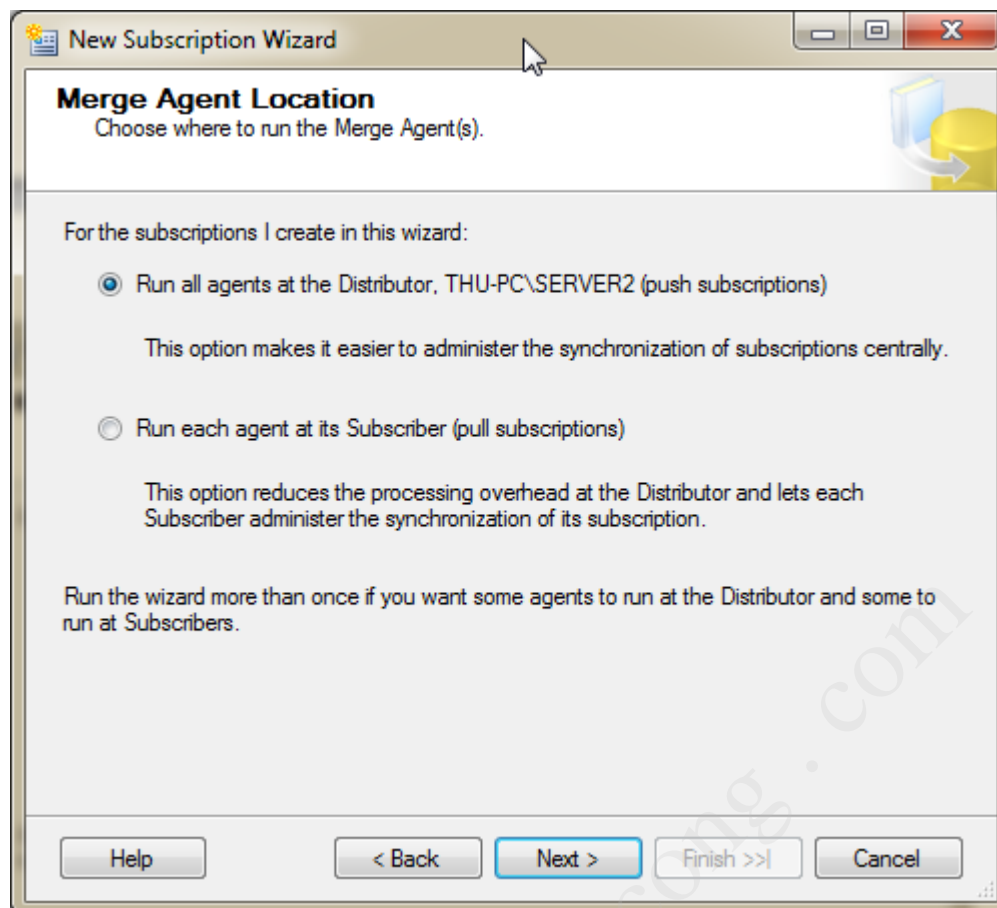 New Subscription Wizard
Merge Agent Location
Choose where to run the Merge Agent(s).
For the subscriptions I create in this wizard:
Run all agents at the Distributor, THU-PC\SERVER2 (push subscriptions)
This option makes it easier to administer the synchronization of subscriptions centrally.
Run each agent at its Subscriber (pull subscriptions)
This option reduces the processing overhead at the Distributor and lets each
Subscriber administer the synchronization of its subscription.
Run the wizard more than once if you want some agents to run at the Distributor and some to
run at Subscribers.
Help
< Back
Next >
Finish >>|
Cancel
ong . com